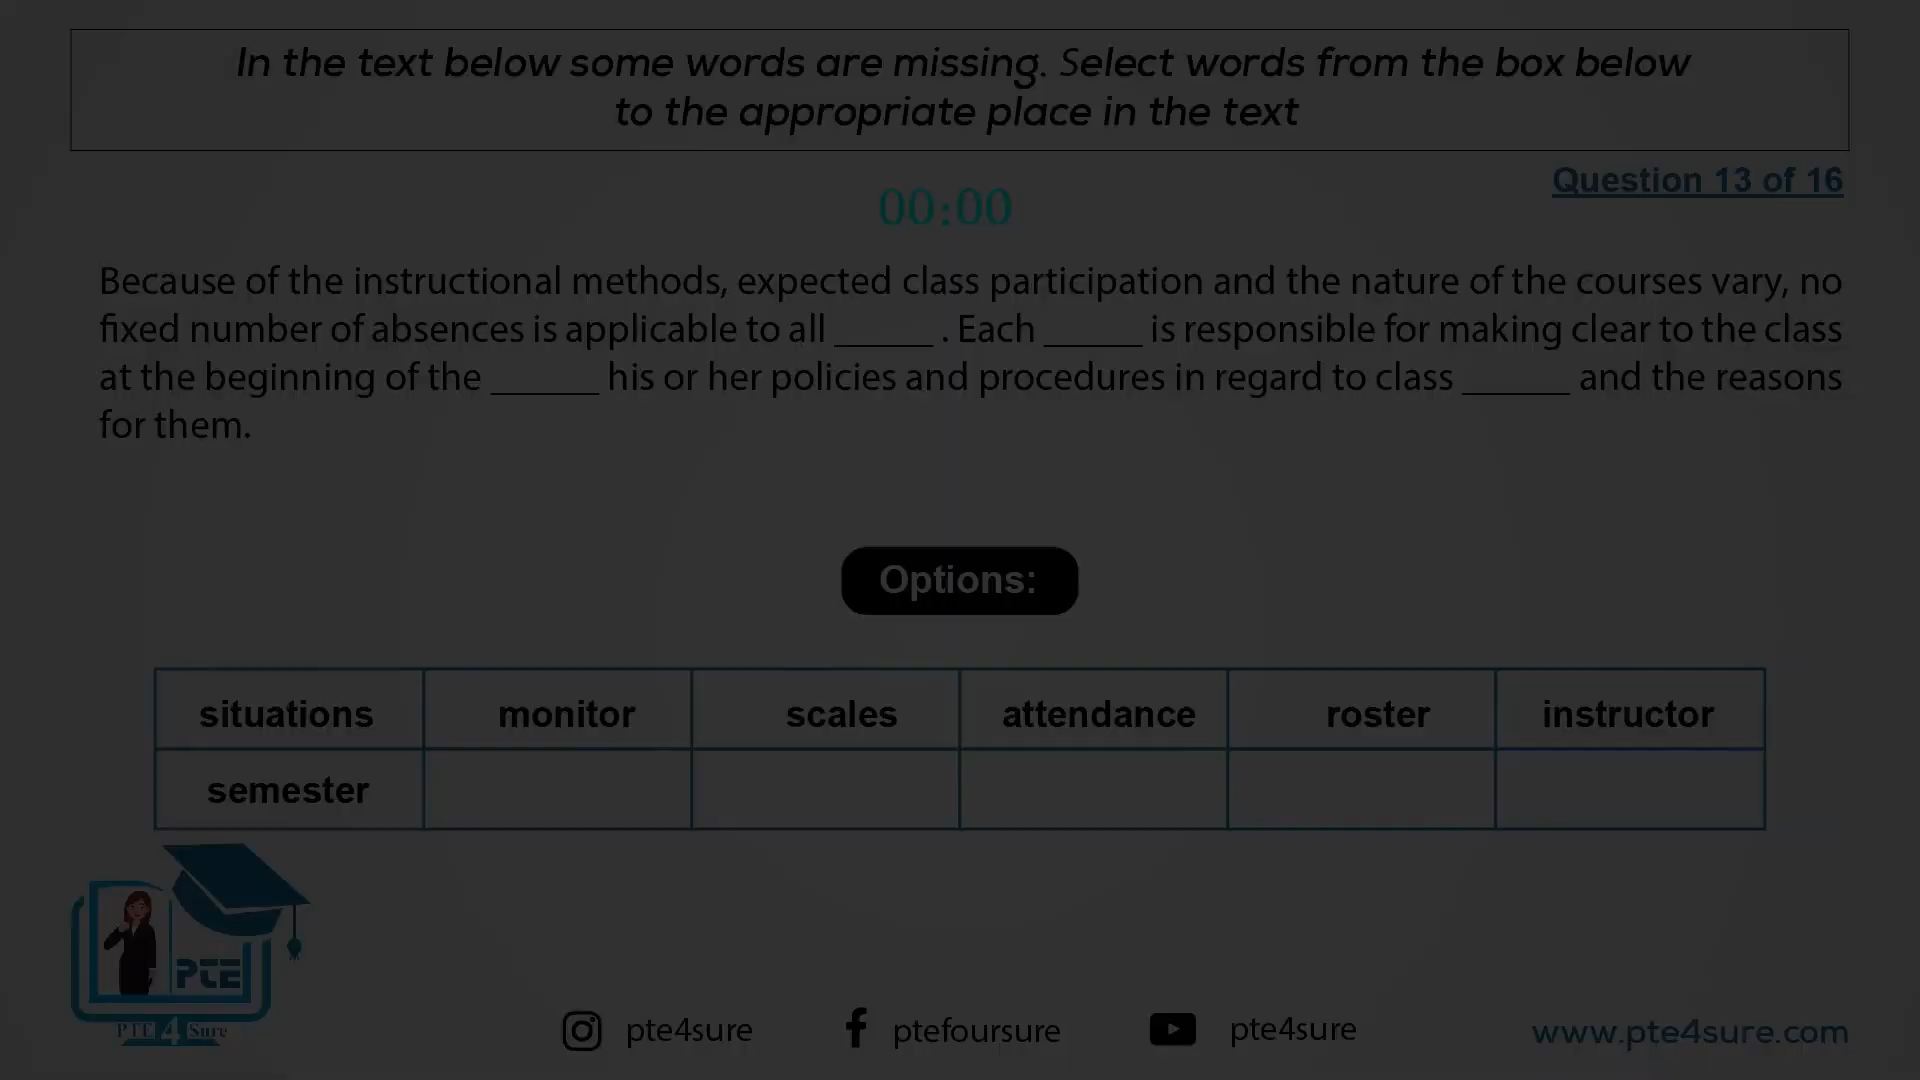 In the text below some words are missing. Select words from the box below
to the appropriate place in the text
Question 13 of 16
00:00
Because of the instructional methods, expected class participation and the nature of the courses vary, no
fixed number of absences is applicable to all ______ . Each ______ is responsible for making clear to the class
at the beginning of the ______ his or her policies and procedures in regard to class ______ and the reasons
for them.
Options:
situations monitor scales attendance roster instructor
semester
PTE
PTE 4 Sure
pte4sure ptefoursure pte4sure www.pte4sure.com